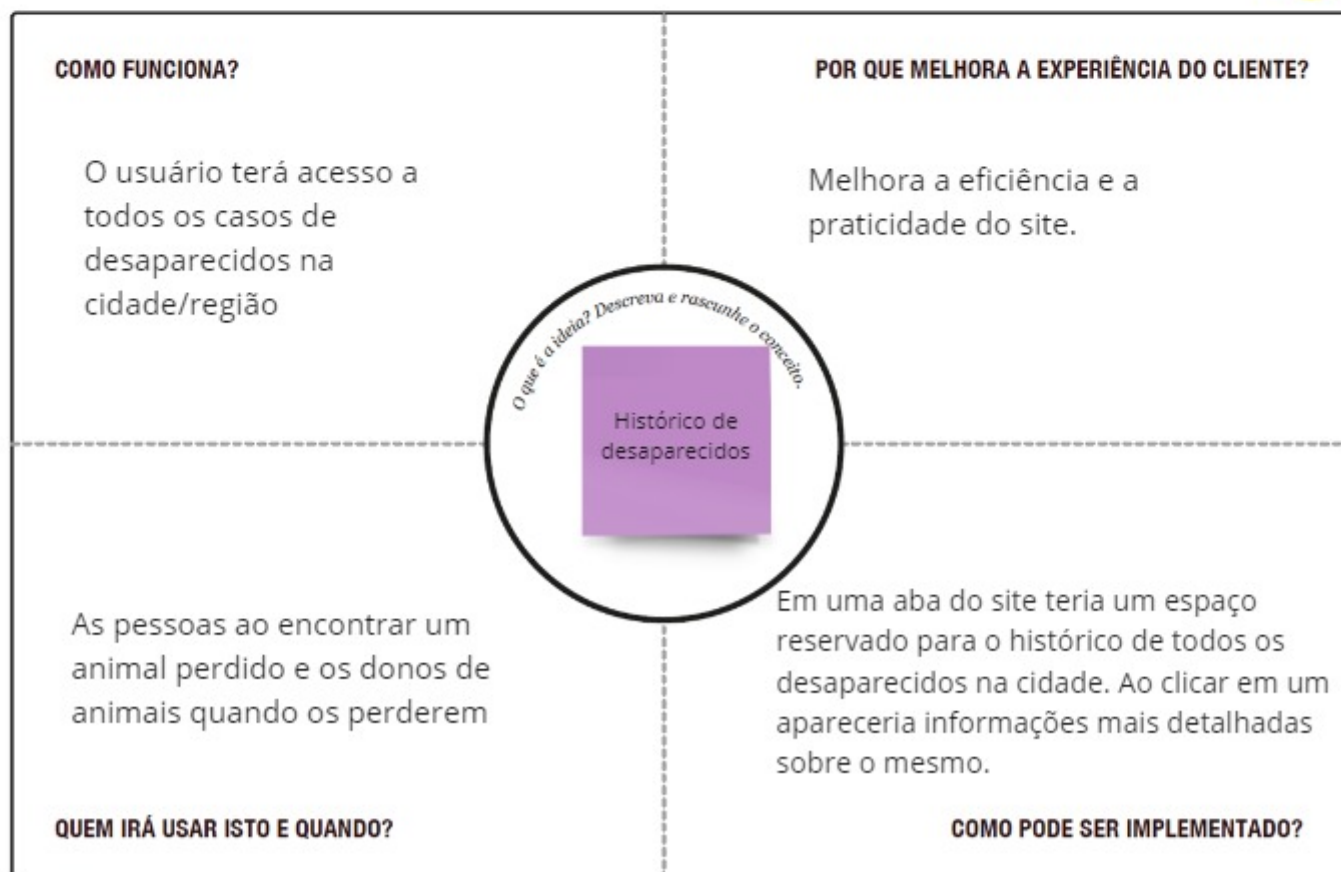 COMO FUNCIONA?
O usuário terá acesso a
todos os casos de
desaparecidos na
cidade/região
POR QUE MELHORA A EXPERIÊNCIA DO CLIENTE?
Melhora a eficiência e a
praticidade do site.
O que é a ideia? Descreva e rascunhe o conceito.
Histórico de
desaparecidos
As pessoas ao encontrar um
animal perdido e os donos de
animais quando os perderem
QUEM IRÁ USAR ISTO E QUANDO?
Em uma aba do site teria um espaço
reservado para o histórico de todos os
desaparecidos na cidade. Ao clicar em um
apareceria informações mais detalhadas
sobre o mesmo.
COMO PODE SER IMPLEMENTADO?